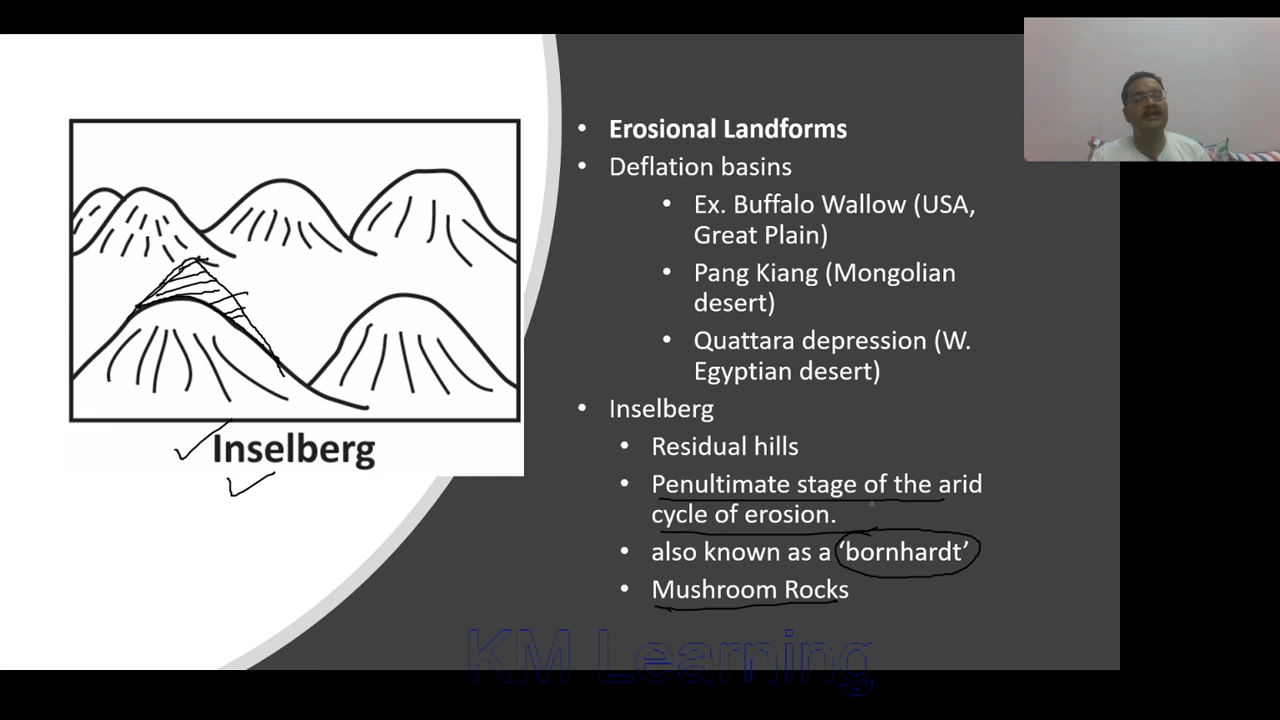 Inselberg
• Erosional Landforms
• Deflation basins
• Ex. Buffalo Wallow (USA,
Great Plain)
• Pang Kiang (Mongolian
desert)
• Quattara depression (W.
Egyptian desert)
• Inselberg
• Residual hills
• Penultimate stage of the arid
cycle of erosion.
• also known as a ‘bornhardt’
• Mushroom Rocks
KM Learning